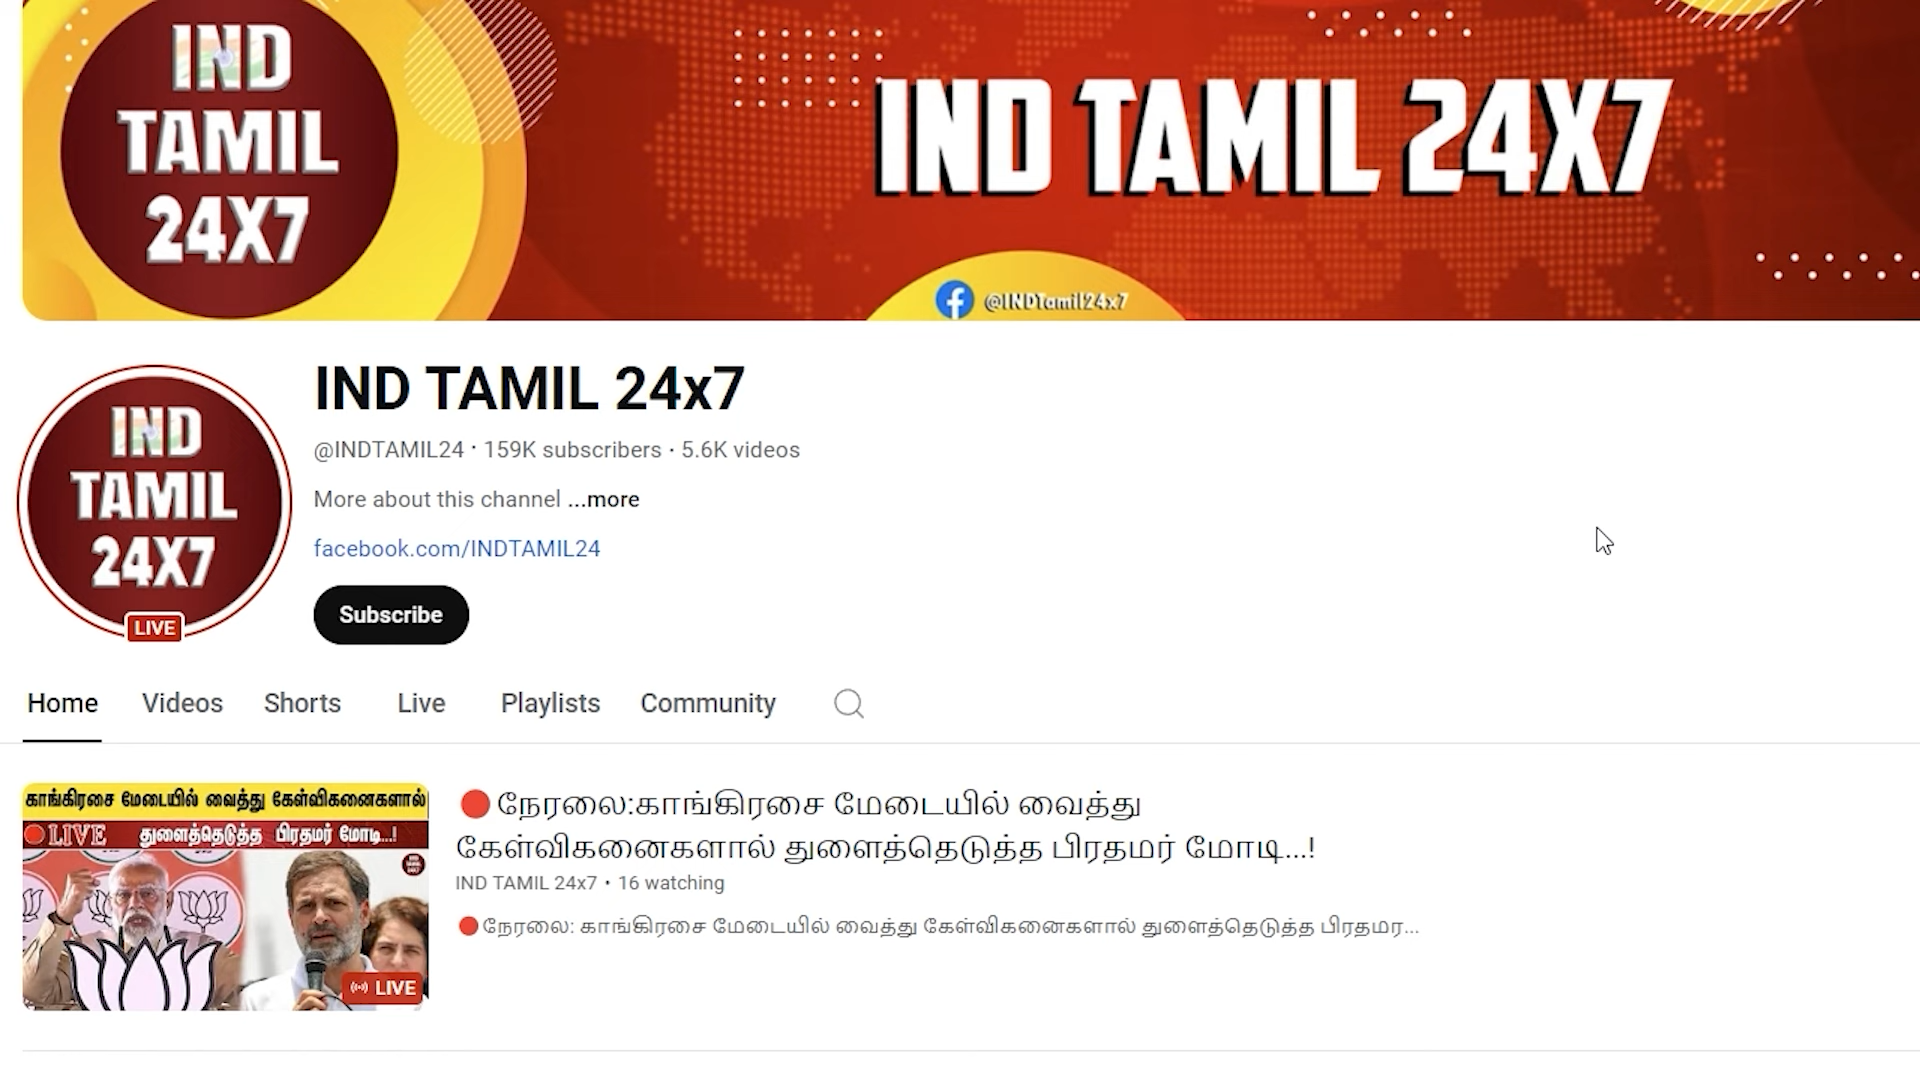 IND
TAMIL
24X7
IND TAMIL 24X7
@INDTamil24x7
IND
TAMIL
24X7
LIVE
IND TAMIL 24x7
@INDTAMIL24 · 159K subscribers · 5.6K videos
More about this channel ...more
facebook.com/INDTAMIL24
Subscribe
Home Videos Shorts Live Playlists Community
காங்கிரசை மேடையில் வைத்து கேள்விகனைகளால்
LIVE துளைத்தெடுத்த பிரதமர் மோடி...!
LIVE
🔴நேரலை:காங்கிரசை மேடையில் வைத்து
கேள்விகனைகளால் துளைத்தெடுத்த பிரதமர் மோடி...!
IND TAMIL 24x7 • 16 watching
🔴நேரலை: காங்கிரசை மேடையில் வைத்து கேள்விகனைகளால் துளைத்தெடுத்த பிரதமர...